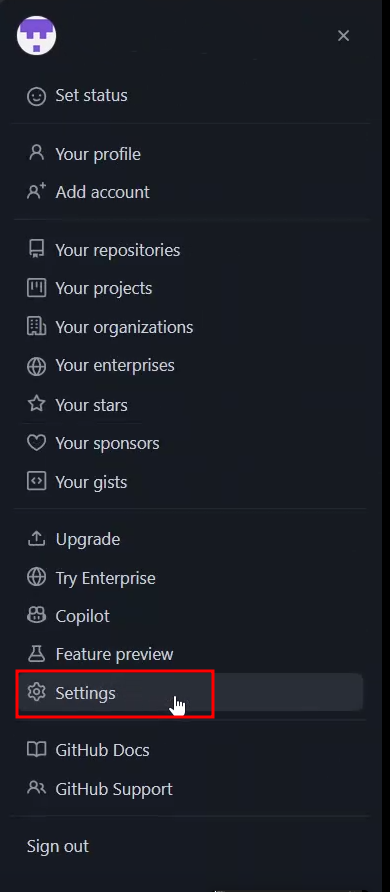 Set status
Your profile
Add account
Your repositories
Your projects
Your organizations
Your enterprises
Your stars
Your sponsors
Your gists
Upgrade
Try Enterprise
Copilot
Feature preview
Settings
GitHub Docs
GitHub Support
Sign out